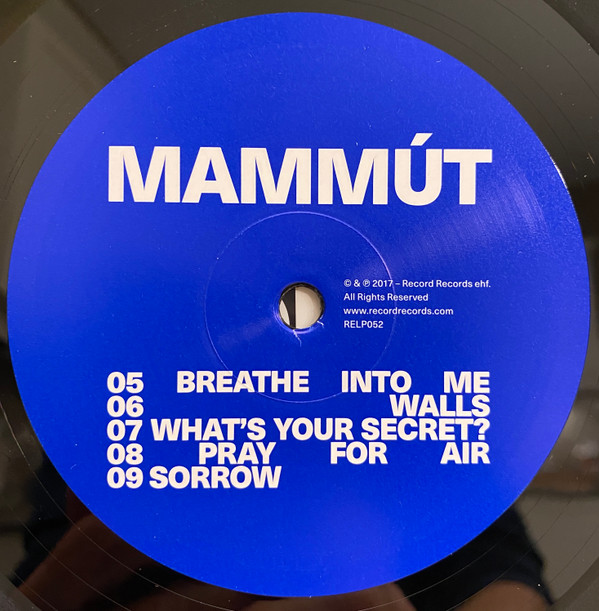 MAMMÚT
© & ℗ 2017 – Record Records ehf.
All Rights Reserved
www.recordrecords.com
RELP052
05 BREATHE INTO ME
06 WALLS
07 WHAT'S YOUR SECRET?
08 PRAY FOR AIR
09 SORROW